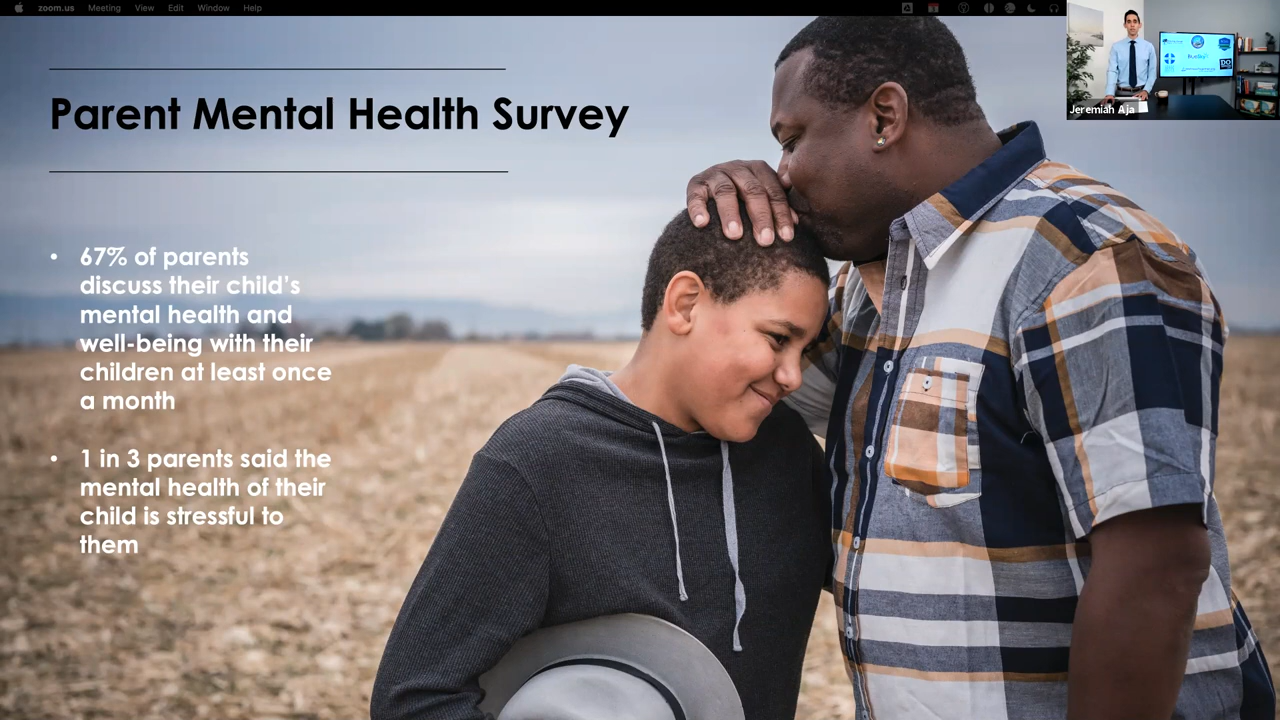 zoom.us Meeting View Edit Window Help
Parent Mental Health Survey
• 67% of parents
discuss their child’s
mental health and
well-being with their
children at least once
a month
• 1 in 3 parents said the
mental health of their
child is stressful to
them
Jeremiah Aja
DO